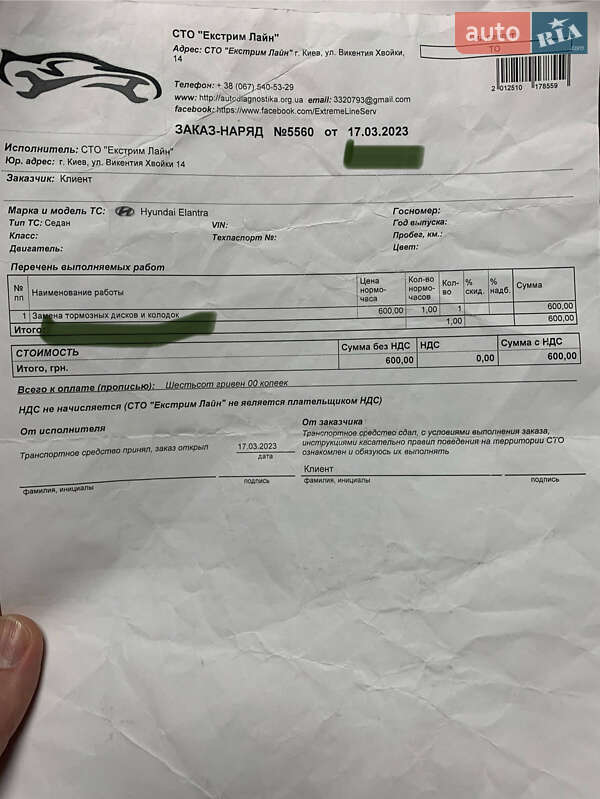 СТО "Екстрим Лайн"
Адрес: СТО "Екстрим Лайн" г. Киев, ул. Викентия Хвойки, 14
auto RIA .com
ТО
2 012510 178559
Телефон: + 38 (067) 540-53-29
www: http://autodiagnostika.org.ua email: 3320793@gmail.com
facebook: https://www.facebook.com/ExtremeLineServ
ЗАКАЗ-НАРЯД №5560 от 17.03.2023
Исполнитель: СТО "Екстрим Лайн"
Юр. адрес: г. Киев, ул. Викентия Хвойки 14
Заказчик: Клиент
Марка и модель ТС: Hyundai Elantra Госномер:
Тип ТС: Седан VIN: Год выпуска:
Класс: Техпаспорт №: Пробег, км.:
Двигатель: Цвет:
Перечень выполняемых работ
№ пп Наименование работы Цена нормо-часа Кол-во нормо-часов Кол-во % скид. % надб. Сумма
1 Замена тормозных дисков и колодок 600,00 1,00 1 600,00
Итого: 1,00 600,00
СТОИМОСТЬ Сумма без НДС НДС Сумма с НДС
Итого, грн. 600,00 0,00 600,00
Всего к оплате (прописью): Шестьсот гривен 00 копеек
НДС не начисляется (СТО "Екстрим Лайн" не является плательщиком НДС)
От исполнителя От заказчика
Транспортное средство принял, заказ открыл 17.03.2023
дата
Транспортное средство сдал, с условиями выполнения заказа,
инструкциями касательно правил поведения на территории СТО
ознакомлен и обязуюсь их выполнять
Клиент
фамилия, инициалы подпись фамилия, инициалы подпись